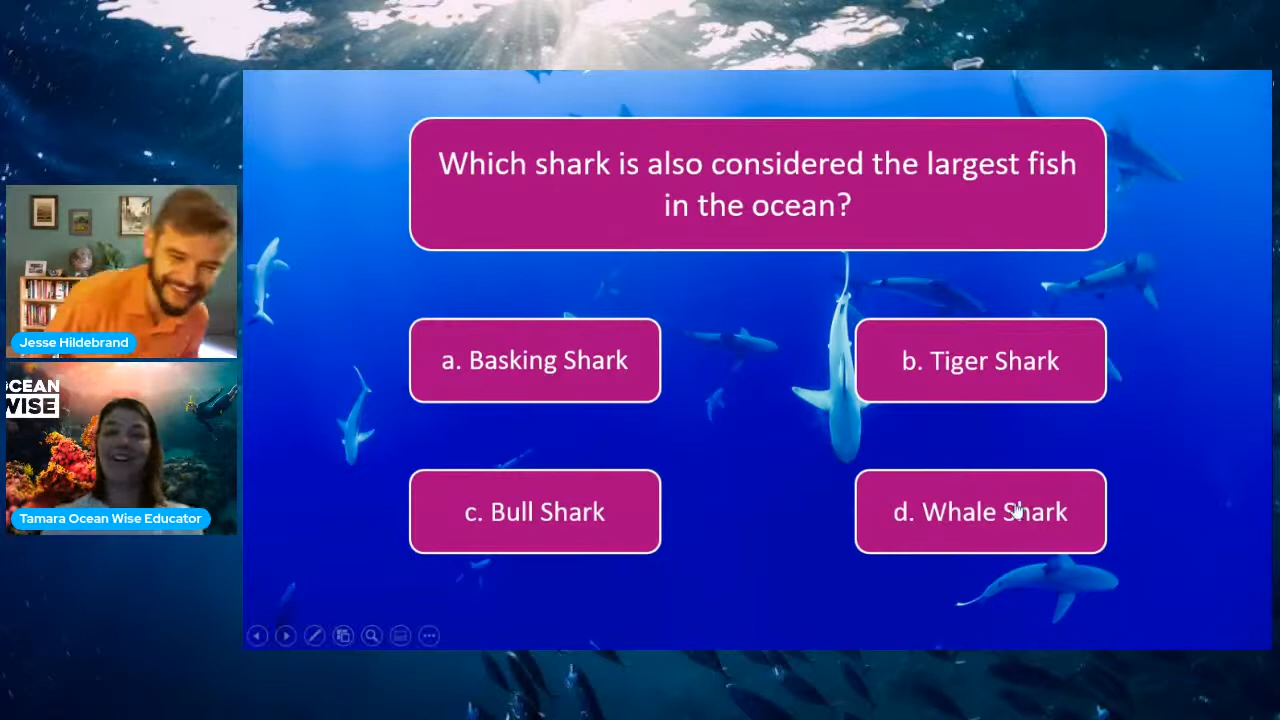 Which shark is also considered the largest fish
in the ocean?
a. Basking Shark
b. Tiger Shark
c. Bull Shark
d. Whale Shark
Jesse Hildebrand
OCEAN
WISE
Tamara Ocean Wise Educator